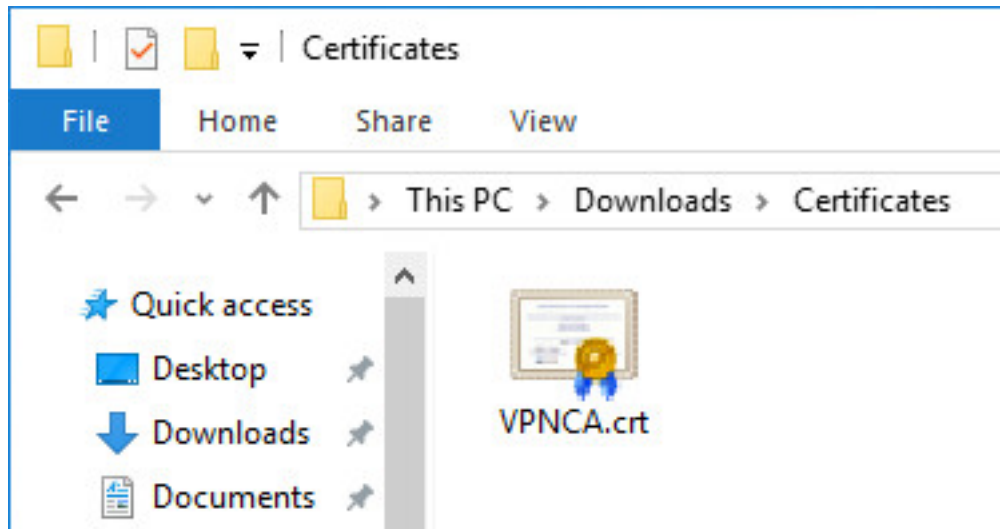 Certificates
File Home Share View
This PC > Downloads > Certificates
Quick access
Desktop
Downloads
Documents
VPNCA.crt